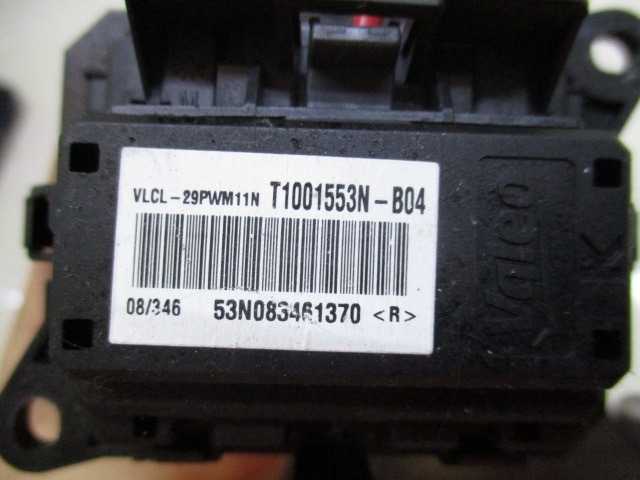 VLCL-29PWM11N T1001553N-B04
08/346 53N083461370 <R>
Valeo
K